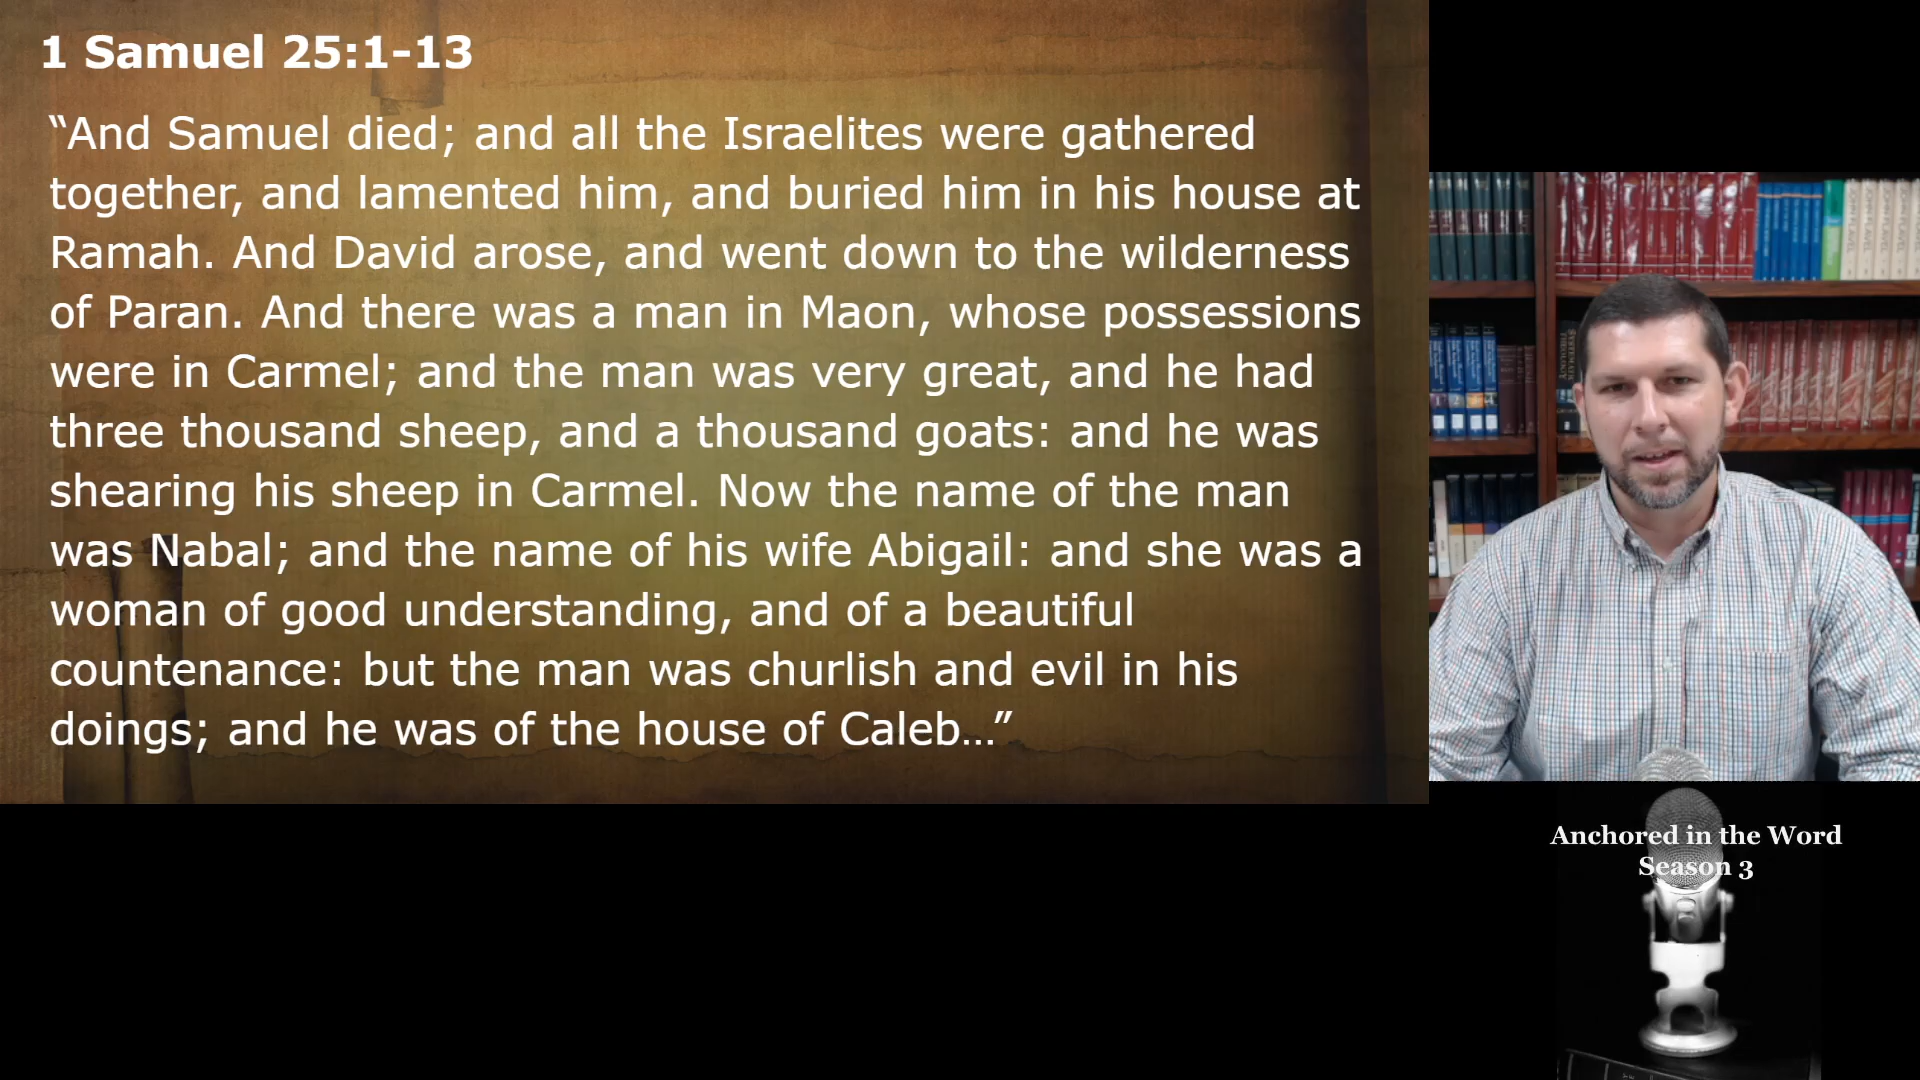 1 Samuel 25:1-13
“And Samuel died; and all the Israelites were gathered
together, and lamented him, and buried him in his house at
Ramah. And David arose, and went down to the wilderness
of Paran. And there was a man in Maon, whose possessions
were in Carmel; and the man was very great, and he had
three thousand sheep, and a thousand goats: and he was
shearing his sheep in Carmel. Now the name of the man
was Nabal; and the name of his wife Abigail: and she was a
woman of good understanding, and of a beautiful
countenance: but the man was churlish and evil in his
doings; and he was of the house of Caleb…”
SYSTEMATIC
THEOLOGY
Anchored in the Word
Season 3